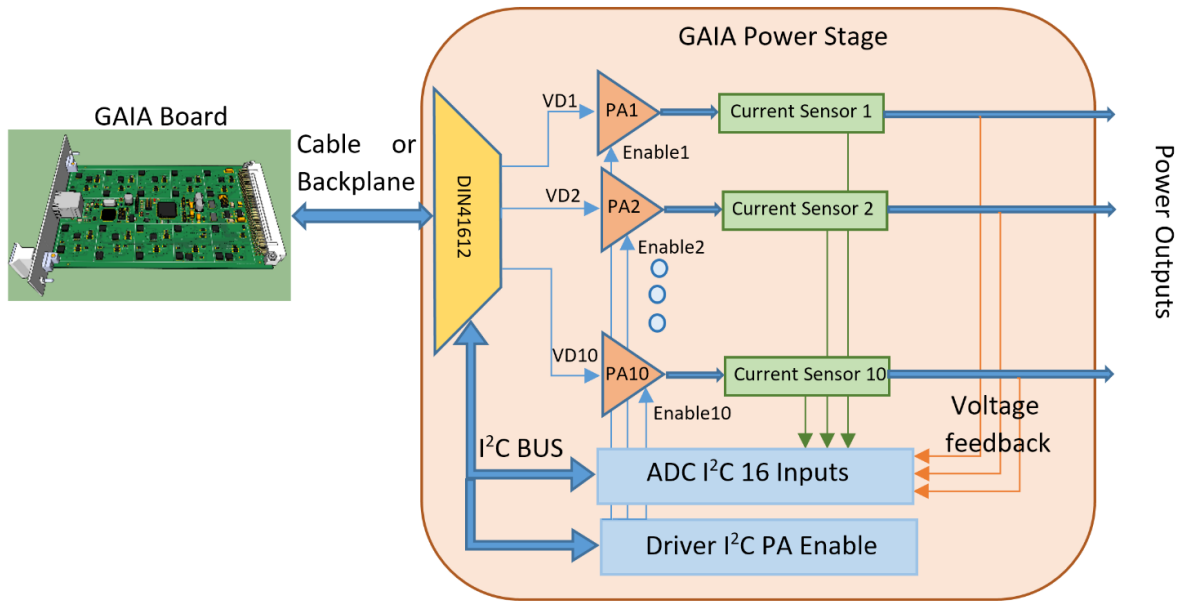 GAIA Power Stage
GAIA Board
Cable or
Backplane
DIN41612
VD1
PA1
Current Sensor 1
Enable1
VD2
PA2
Current Sensor 2
Enable2
VD10
PA10
Current Sensor 10
Enable10
Power Outputs
Voltage
feedback
I²C BUS
ADC I²C 16 Inputs
Driver I²C PA Enable